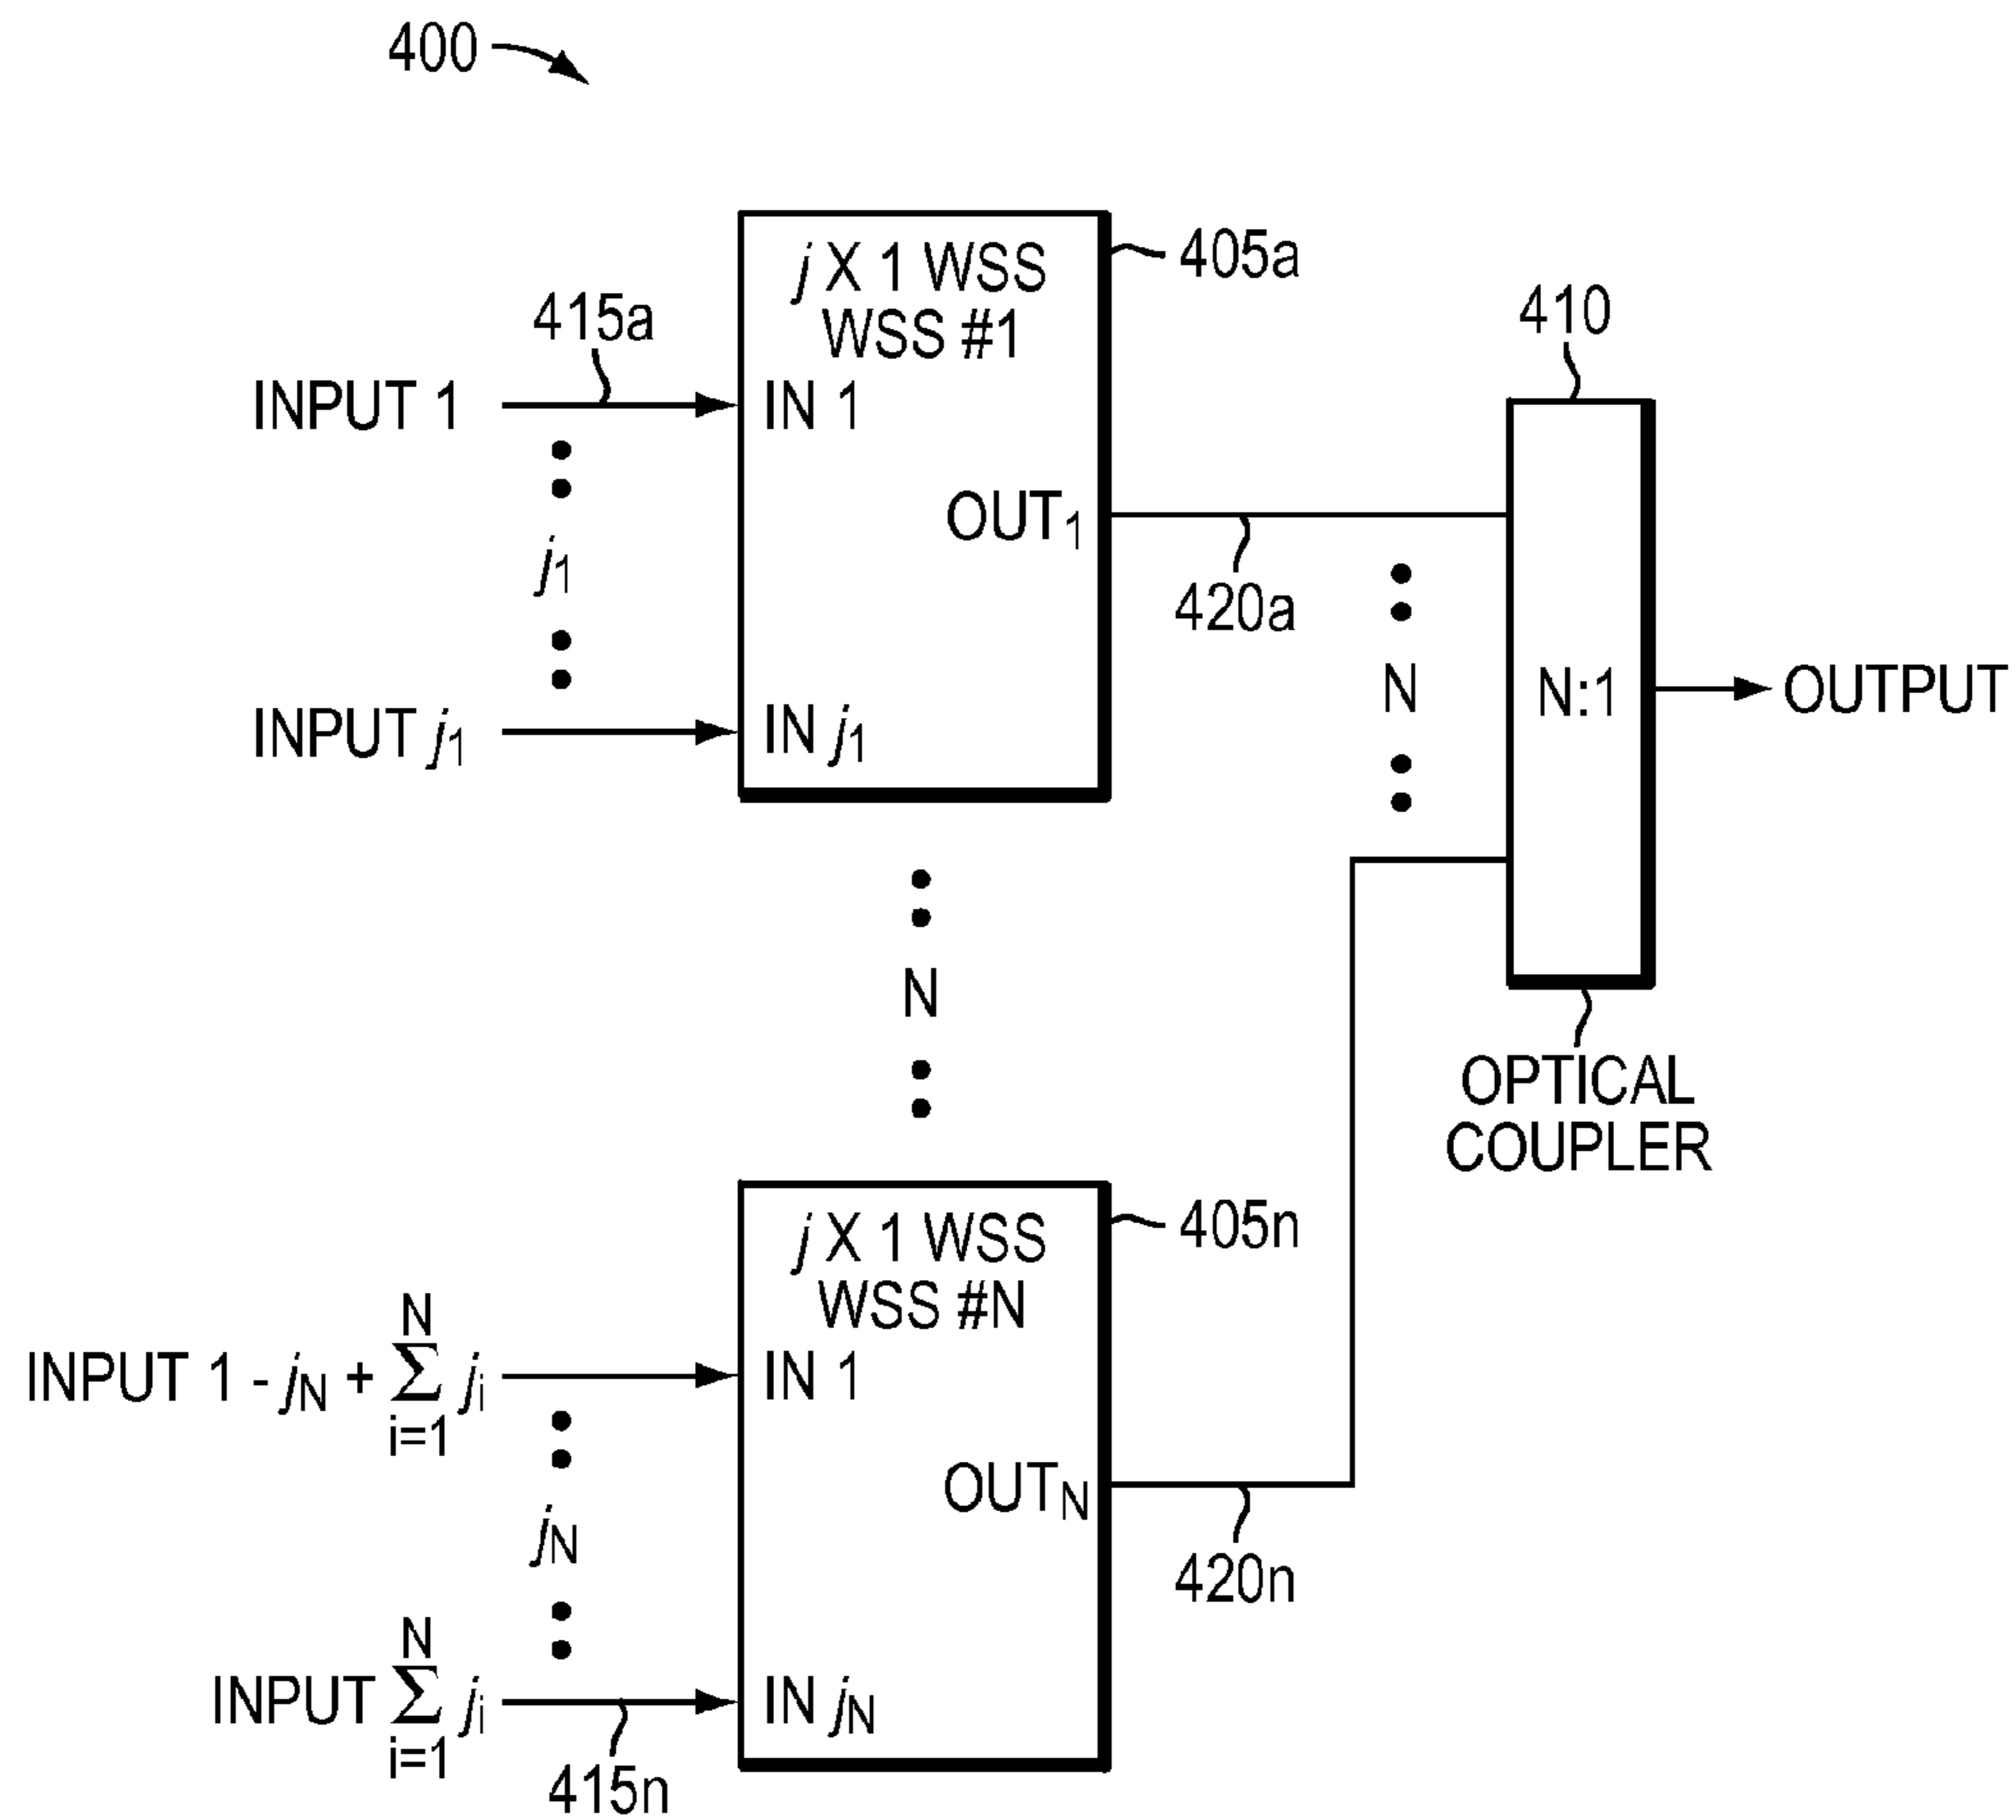 400
j X 1 WSS
WSS #1
405a
415a
410
INPUT 1
IN 1
OUT₁
j₁
420a
N
N:1
OUTPUT
INPUT j₁
IN j₁
N
OPTICAL
COUPLER
j X 1 WSS
WSS #N
405n
INPUT 1 - jN + N∑i=1 ji
IN 1
OUTN
jN
420n
INPUT N∑i=1 ji
IN jN
415n